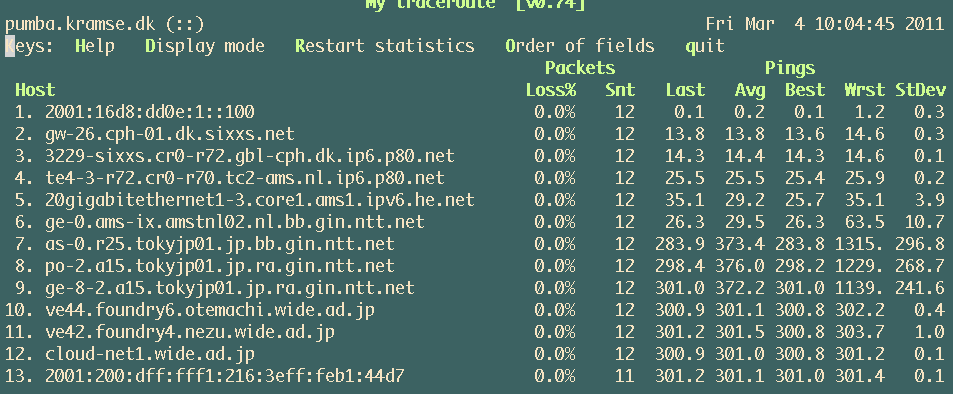 My traceroute [v0.74]
pumba.kramse.dk (::) Fri Mar 4 10:04:45 2011
Keys: Help Display mode Restart statistics Order of fields quit
Packets Pings
Host Loss% Snt Last Avg Best Wrst StDev
1. 2001:16d8:dd0e:1::100 0.0% 12 0.1 0.2 0.1 1.2 0.3
2. gw-26.cph-01.dk.sixxs.net 0.0% 12 13.8 13.8 13.6 14.6 0.3
3. 3229-sixxs.cr0-r72.gbl-cph.dk.ip6.p80.net 0.0% 12 14.3 14.4 14.3 14.6 0.1
4. te4-3-r72.cr0-r70.tc2-ams.nl.ip6.p80.net 0.0% 12 25.5 25.5 25.4 25.9 0.2
5. 20gigabitethernet1-3.core1.ams1.ipv6.he.net 0.0% 12 35.1 29.2 25.7 35.1 3.9
6. ge-0.ams-ix.amstnl02.nl.bb.gin.ntt.net 0.0% 12 26.3 29.5 26.3 63.5 10.7
7. as-0.r25.tokyjp01.jp.bb.gin.ntt.net 0.0% 12 283.9 373.4 283.8 1315. 296.8
8. po-2.a15.tokyjp01.jp.ra.gin.ntt.net 0.0% 12 298.4 376.0 298.2 1229. 268.7
9. ge-8-2.a15.tokyjp01.jp.ra.gin.ntt.net 0.0% 12 301.0 372.2 301.0 1139. 241.6
10. ve44.foundry6.otemachi.wide.ad.jp 0.0% 12 300.9 301.1 300.8 302.2 0.4
11. ve42.foundry4.nezu.wide.ad.jp 0.0% 12 301.2 301.5 300.8 303.7 1.0
12. cloud-net1.wide.ad.jp 0.0% 12 300.9 301.0 300.8 301.2 0.1
13. 2001:200:dff:fff1:216:3eff:feb1:44d7 0.0% 11 301.2 301.1 301.0 301.4 0.1